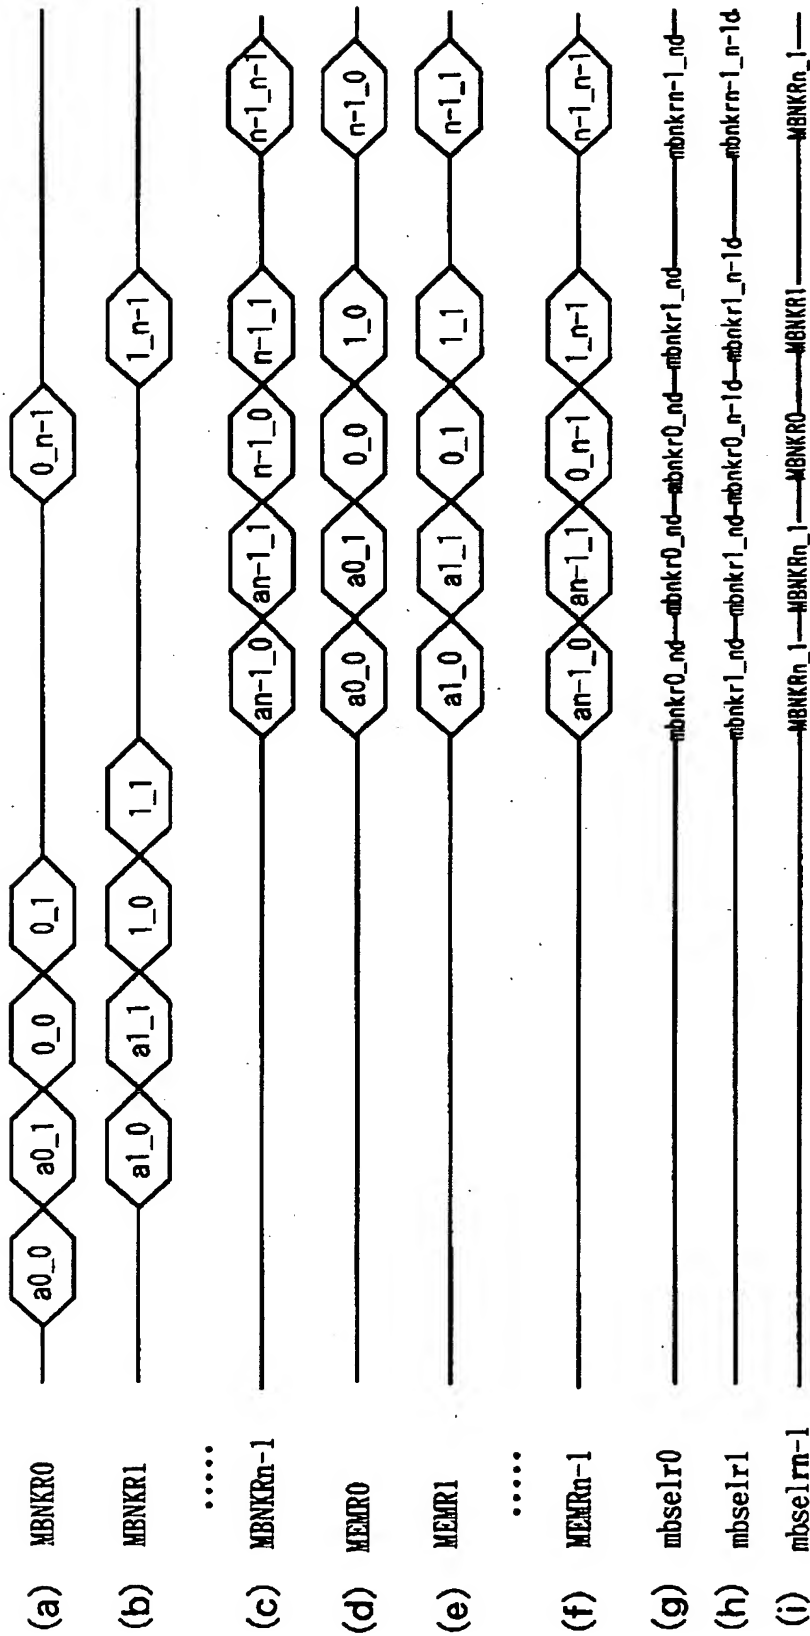 (a) MBNKR0 a0_0 a0_1 0_0 0_1 0_n-1
(b) MBNKR1 a1_0 a1_1 1_0 1_1 1_n-1
.....
(c) MBNKRn-1 an-1_0 an-1_1 n-1_0 n-1_1 n-1_n-1
(d) MEMR0 a0_0 a0_1 0_0 1_0 n-1_0
(e) MEMR1 a1_0 a1_1 0_1 1_1 n-1_1
.....
(f) MEMRn-1 an-1_0 an-1_1 0_n-1 1_n-1 n-1_n-1
(g) mbselr0 mbnkr0_nd mbnkr0_nd mbnkr0_nd mbnkr1_nd mbnkrn-1_nd
(h) mbselr1 mbnkr1_nd mbnkr1_nd mbnkr0_n-1d mbnkr1_n-1d mbnkrn-1_n-1d
(i) mbselrn-1 MBNKRn_1 MBNKRn_1 MBNKR0 MBNKR1 MBNKRn_1